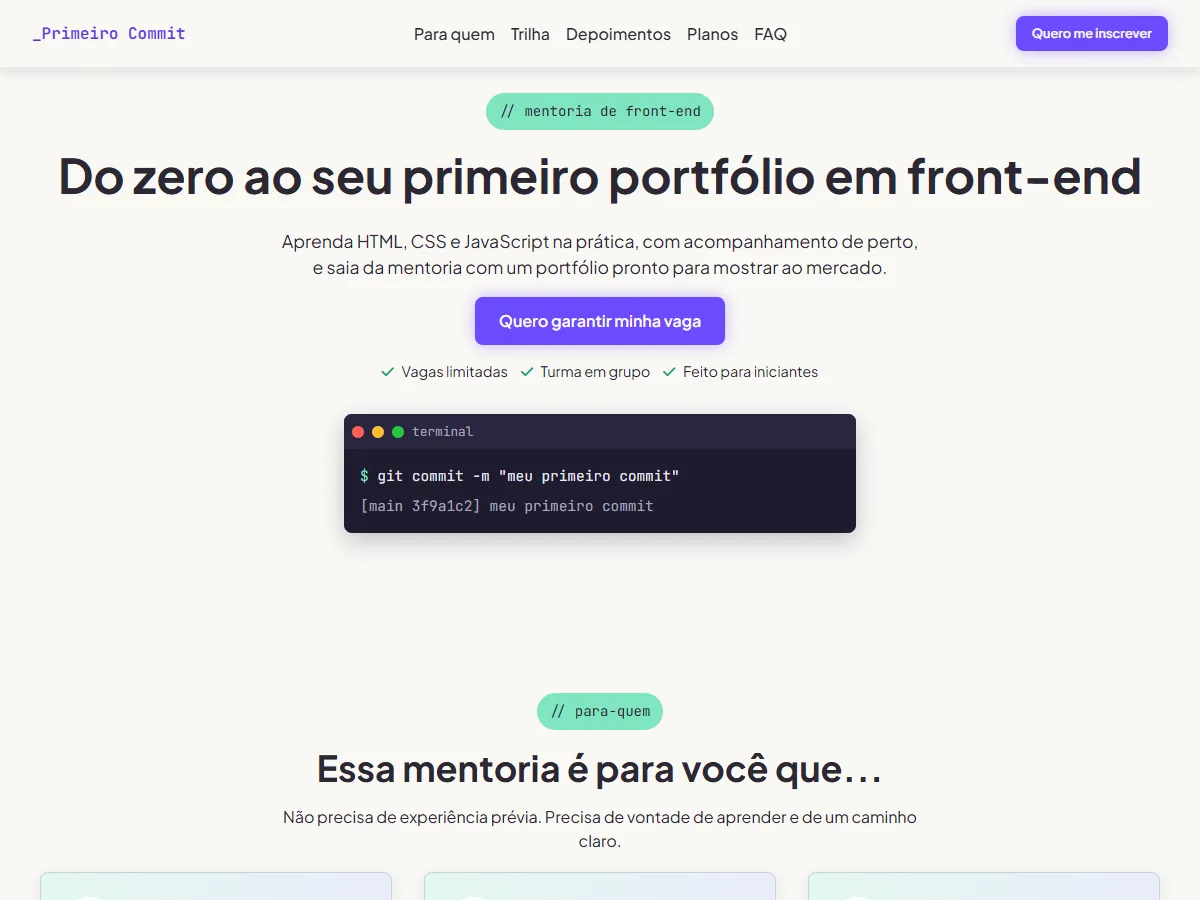 _Primeiro Commit
Para quem
Trilha
Depoimentos
Planos
FAQ
Quero me inscrever
// mentoria de front-end
Do zero ao seu primeiro portfólio em front-end
Aprenda HTML, CSS e JavaScript na prática, com acompanhamento de perto,
e saia da mentoria com um portfólio pronto para mostrar ao mercado.
Quero garantir minha vaga
Vagas limitadas
Turma em grupo
Feito para iniciantes
terminal
$ git commit -m "meu primeiro commit"
[main 3f9a1c2] meu primeiro commit
// para-quem
Essa mentoria é para você que...
Não precisa de experiência prévia. Precisa de vontade de aprender e de um caminho
claro.